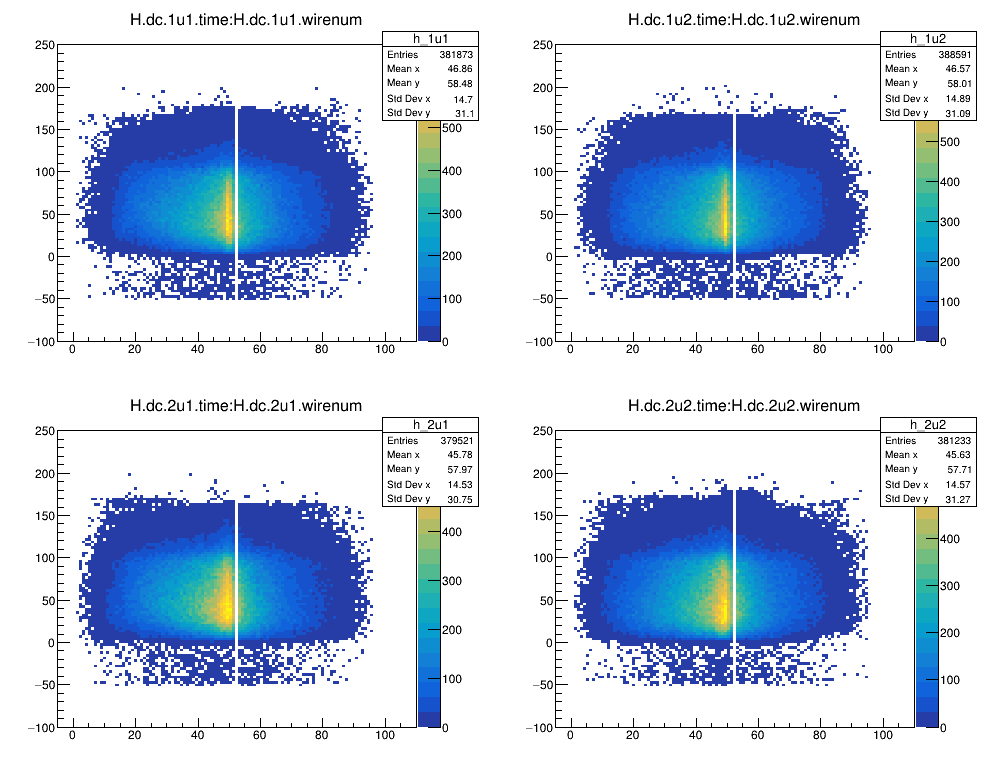 H.dc.1u1.time:H.dc.1u1.wirenum
h_1u1
Entries 381873
Mean x 46.86
Mean y 58.48
Std Dev x 14.7
Std Dev y 31.1
250
200
150
100
50
0
−50
−100
0 20 40 60 80 100
500
400
300
200
100
0
H.dc.1u2.time:H.dc.1u2.wirenum
h_1u2
Entries 388591
Mean x 46.57
Mean y 58.01
Std Dev x 14.89
Std Dev y 31.09
250
200
150
100
50
0
−50
−100
0 20 40 60 80 100
500
400
300
200
100
0
H.dc.2u1.time:H.dc.2u1.wirenum
h_2u1
Entries 379521
Mean x 45.78
Mean y 57.97
Std Dev x 14.53
Std Dev y 30.75
250
200
150
100
50
0
−50
−100
0 20 40 60 80 100
400
300
200
100
0
H.dc.2u2.time:H.dc.2u2.wirenum
h_2u2
Entries 381233
Mean x 45.63
Mean y 57.71
Std Dev x 14.57
Std Dev y 31.27
250
200
150
100
50
0
−50
−100
0 20 40 60 80 100
400
300
200
100
0